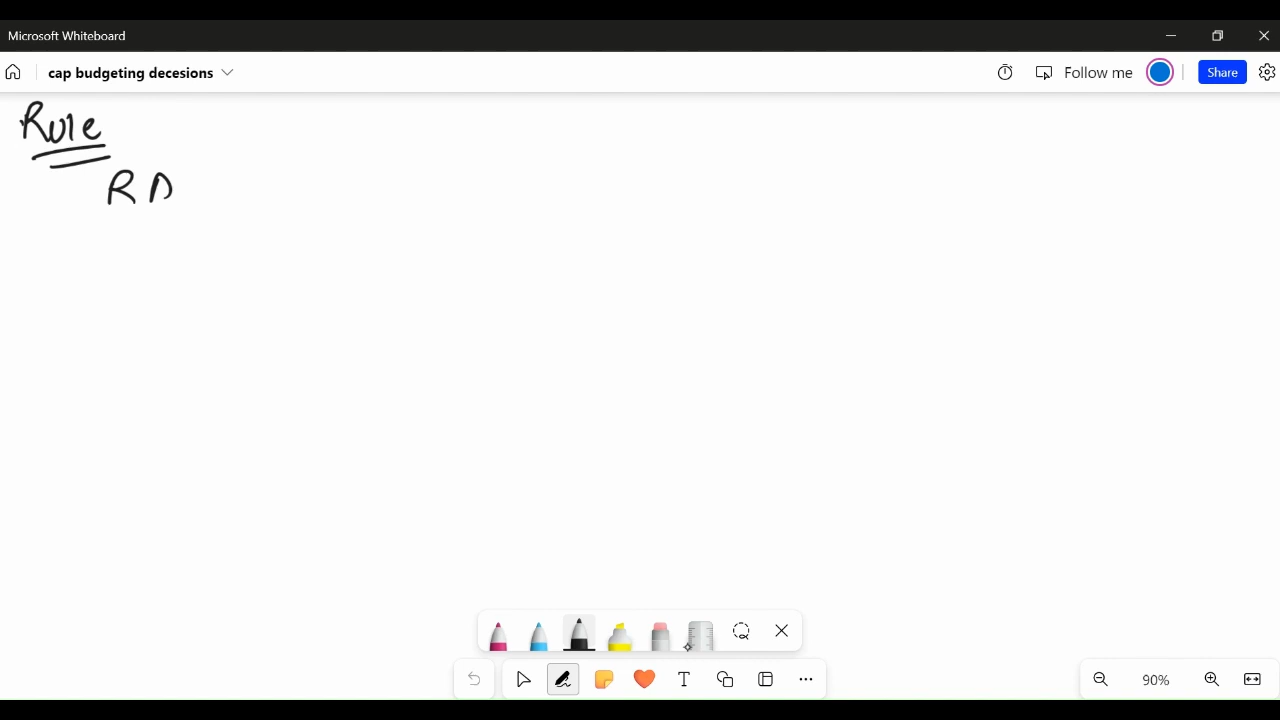 Microsoft Whiteboard
cap budgeting decesions
Follow me
Share
Rule
R D
T
90%